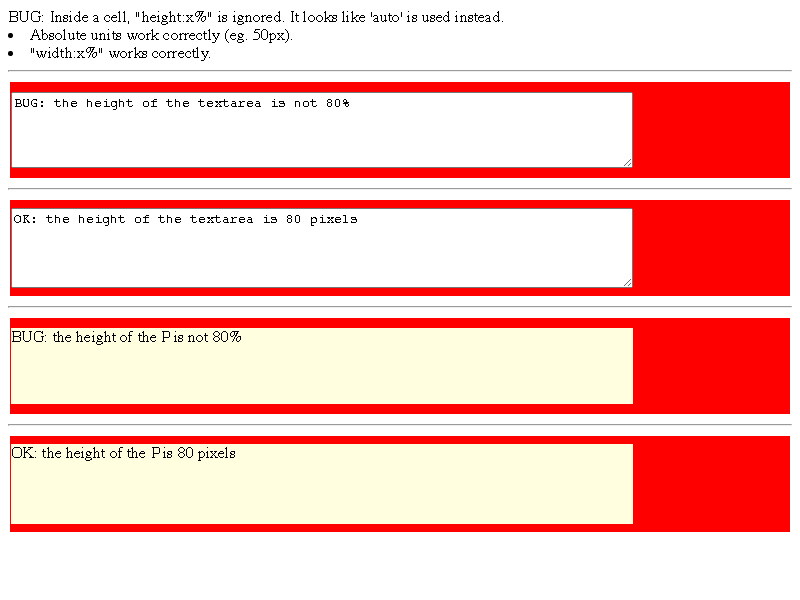 BUG: Inside a cell, "height:x%" is ignored. It looks like 'auto' is used instead.
• Absolute units work correctly (eg. 50px).
• "width:x%" works correctly.
BUG: the height of the textarea is not 80%
OK: the height of the textarea is 80 pixels
BUG: the height of the P is not 80%
OK: the height of the P is 80 pixels